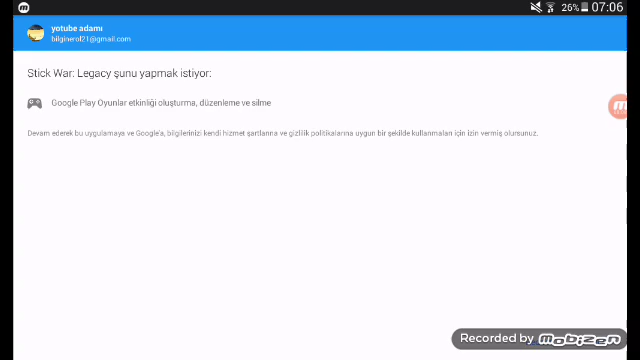 26% 07:06
yotube adamı
bilginerol21@gmail.com
Stick War: Legacy şunu yapmak istiyor:
Google Play Oyunlar etkinliği oluşturma, düzenleme ve silme
Devam ederek bu uygulamaya ve Google'a, bilgilerinizi kendi hizmet şartlarına ve gizlilik politikalarına uygun bir şekilde kullanmaları için izin vermiş olursunuz.
Recorded by mobizen